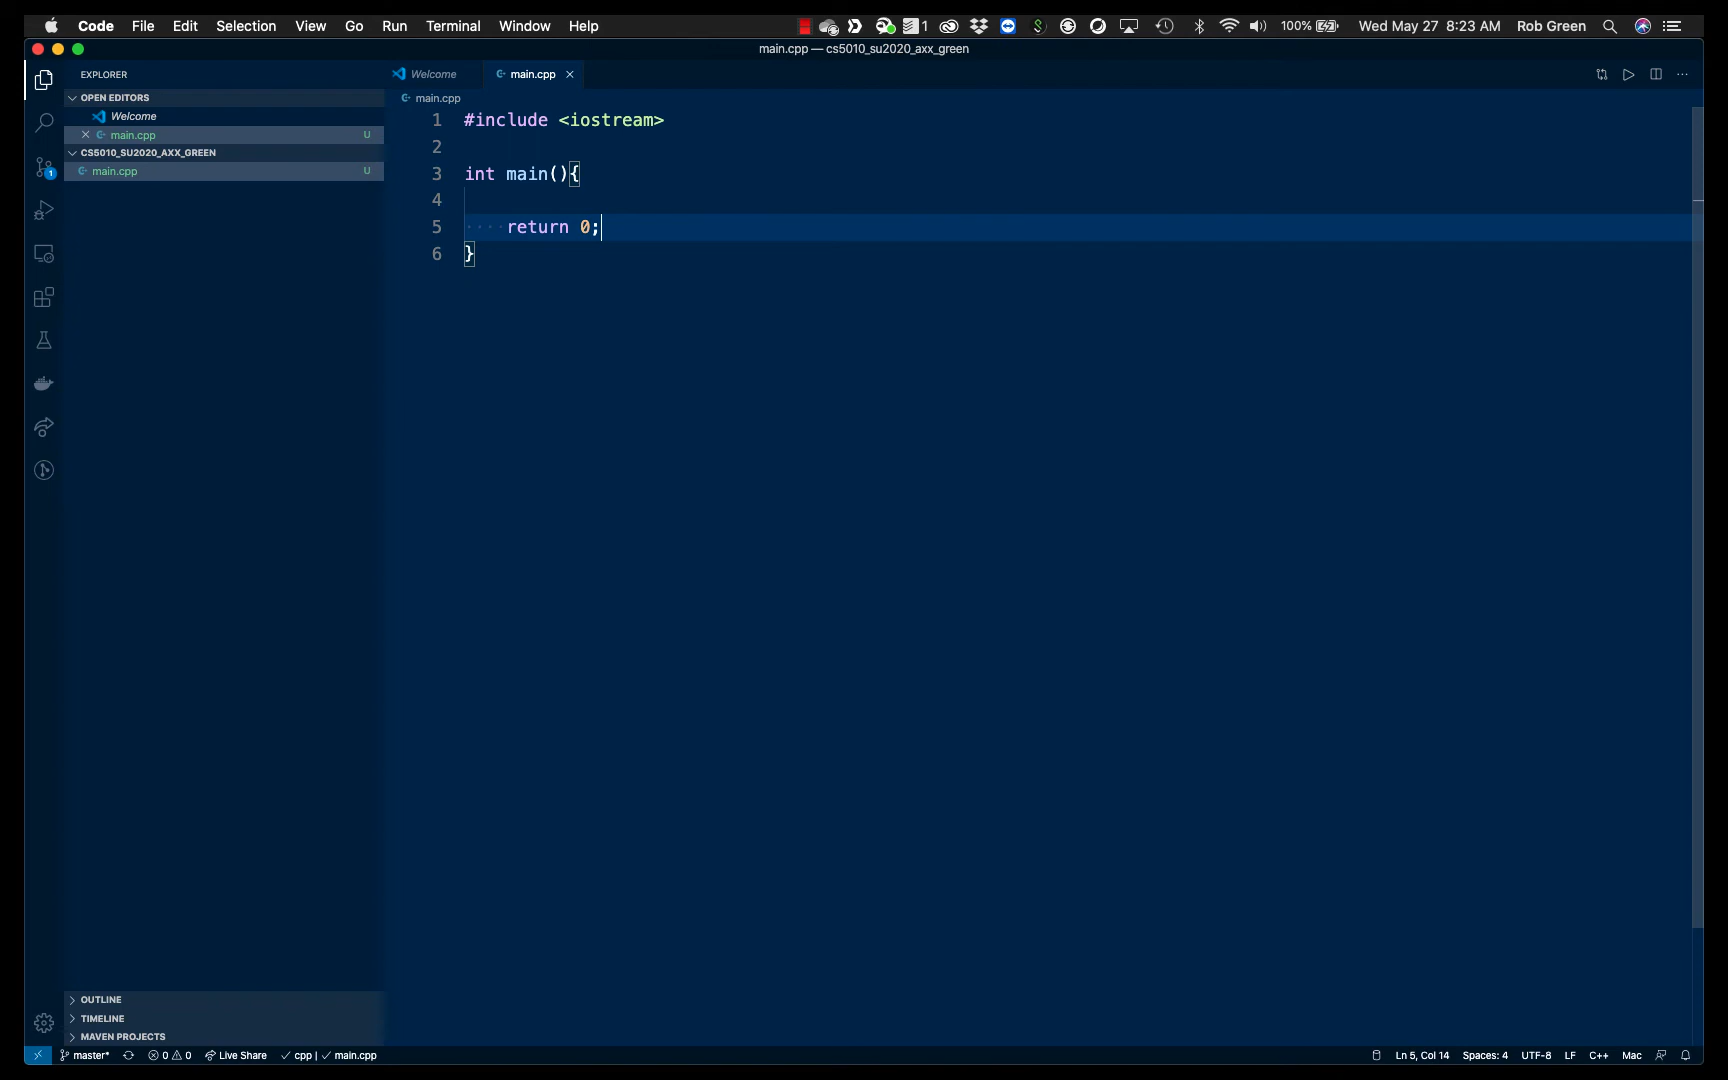 Code File Edit Selection View Go Run Terminal Window Help 1 100% Wed May 27 8:23 AM Rob Green
main.cpp — cs5010_su2020_axx_green
EXPLORER
Welcome main.cpp
OPEN EDITORS
Welcome
main.cpp U
CS5010_SU2020_AXX_GREEN
main.cpp U
1
main.cpp
1 #include <iostream>
2
3 int main(){
4
5 ····return 0;
6 }
OUTLINE
TIMELINE
MAVEN PROJECTS
master* 0 0 Live Share cpp | main.cpp Ln 5, Col 14 Spaces: 4 UTF-8 LF C++ Mac